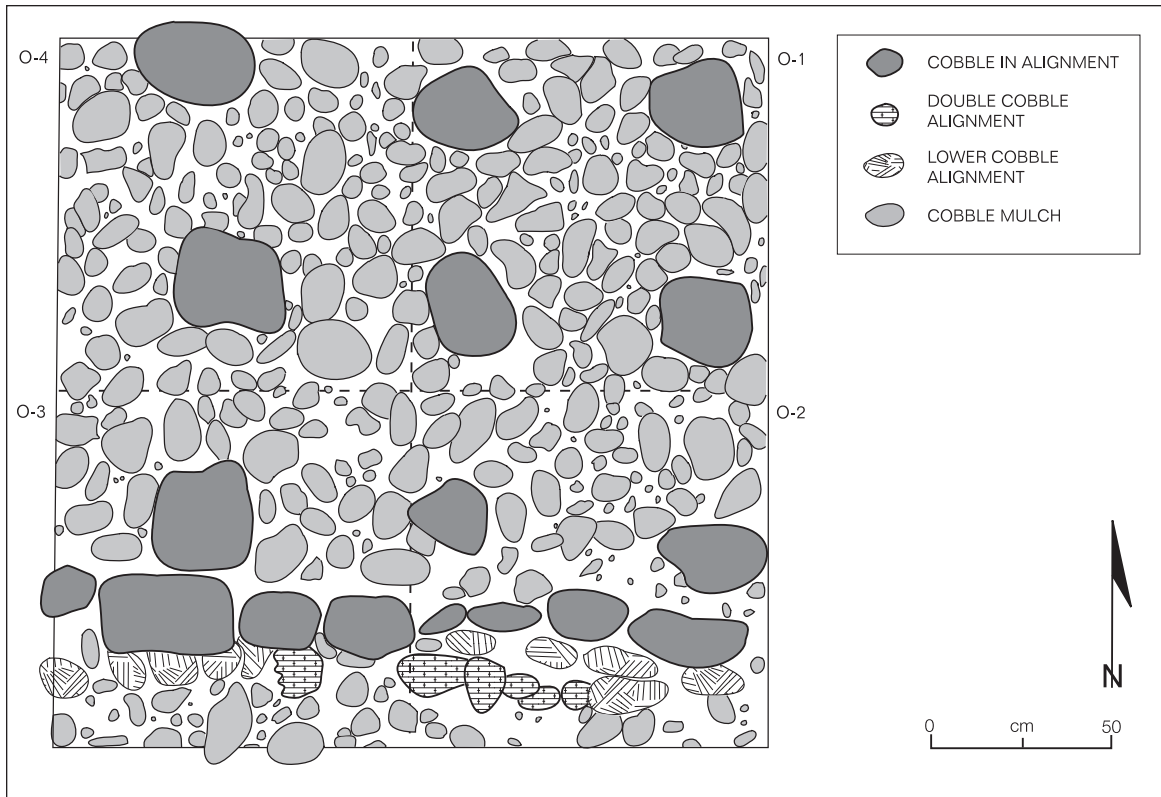 O-4
O-1
O-3
O-2
COBBLE IN ALIGNMENT
DOUBLE COBBLE
ALIGNMENT
LOWER COBBLE
ALIGNMENT
COBBLE MULCH
N
0 cm 50